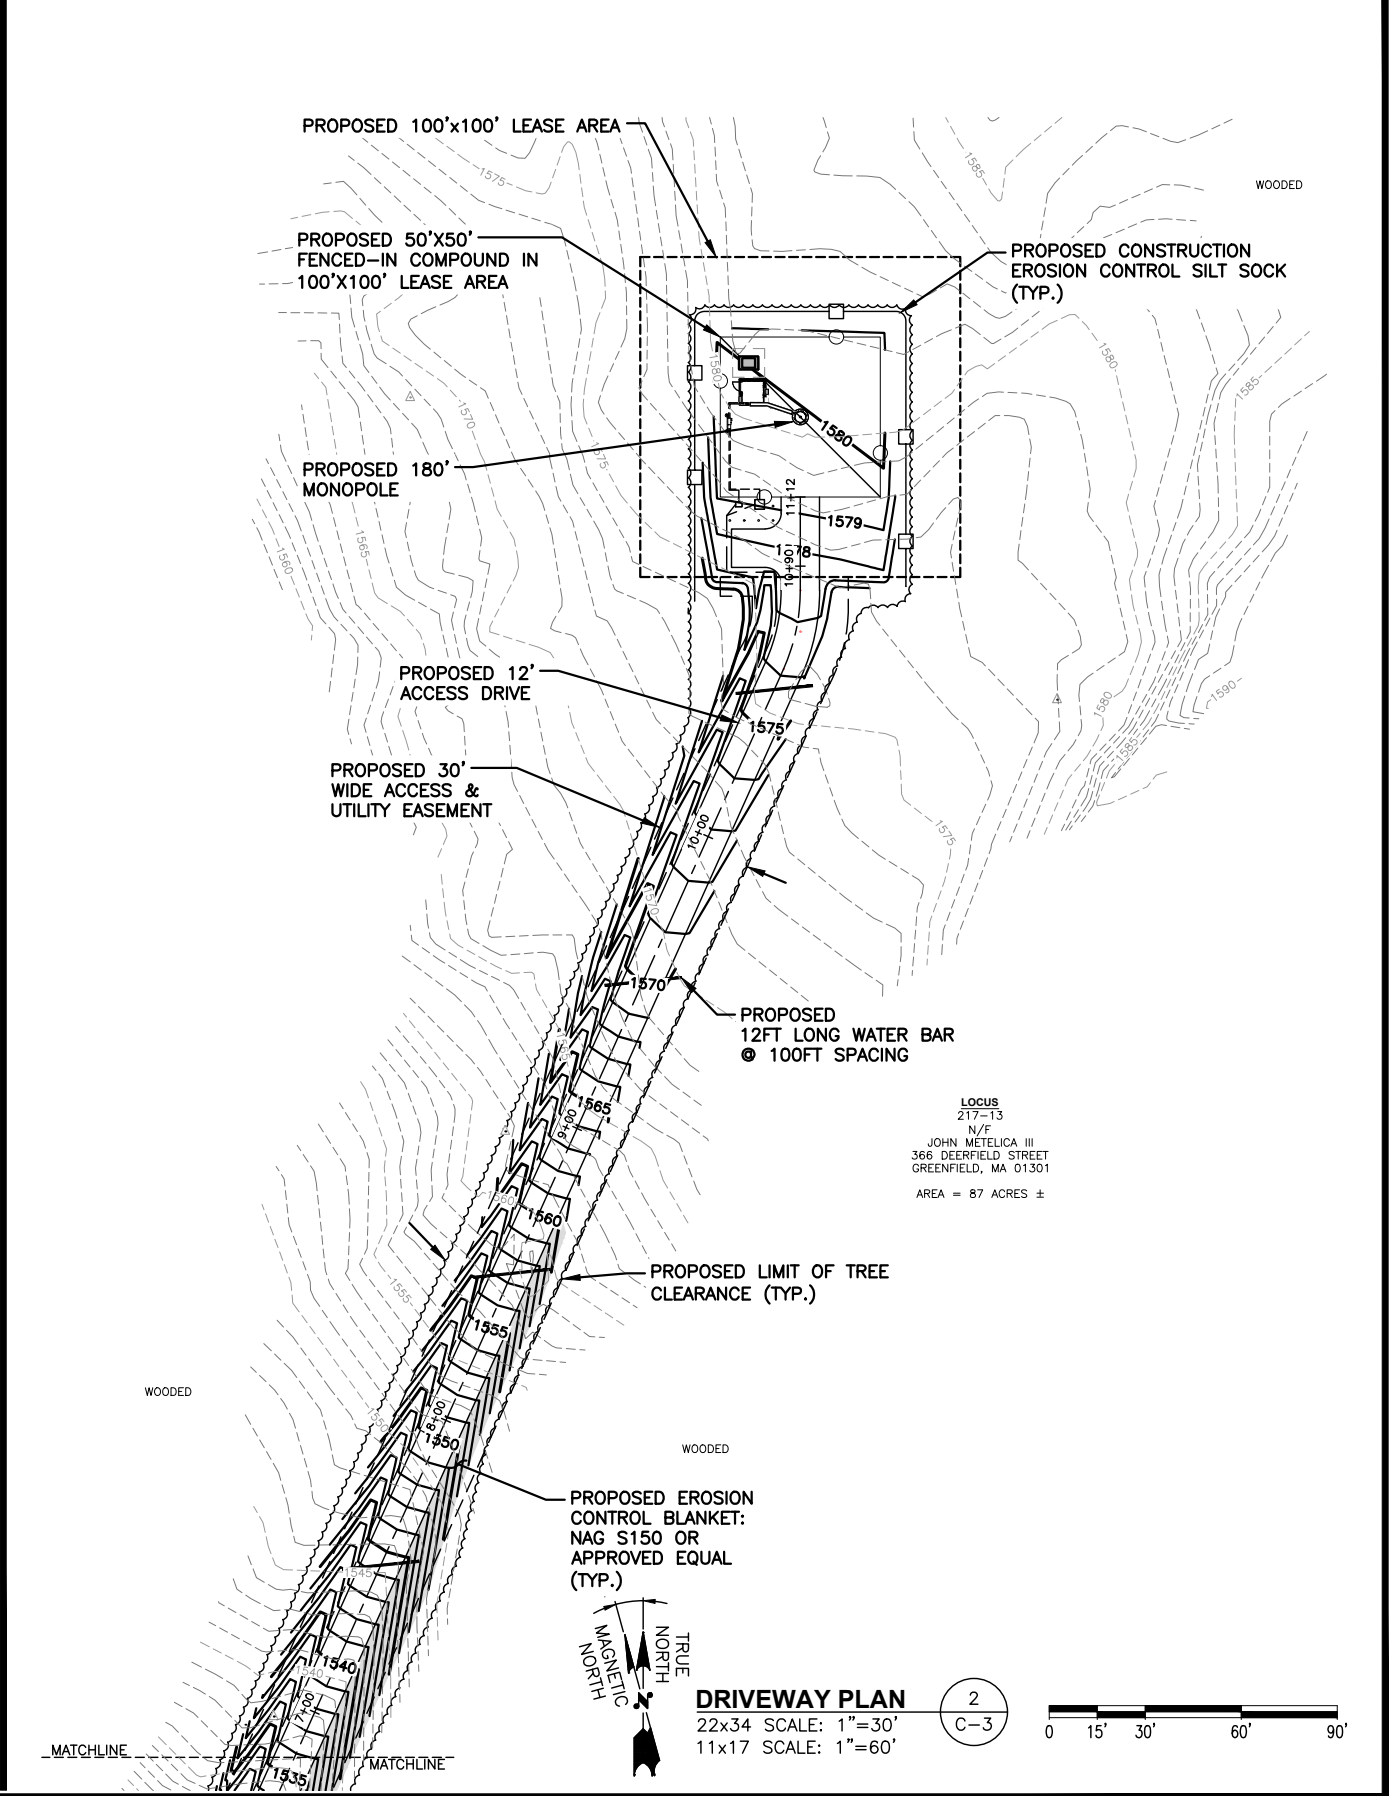 PROPOSED 100'x100' LEASE AREA
1575
1585
WOODED
PROPOSED 50'X50'
FENCED-IN COMPOUND IN
100'X100' LEASE AREA
PROPOSED CONSTRUCTION
EROSION CONTROL SILT SOCK
(TYP.)
1580
1580
1585
1570
1580
1575
PROPOSED 180'
MONOPOLE
11+12
1579
1565
1560
1578
10+90
PROPOSED 12'
ACCESS DRIVE
1590
1580
1585
1575
PROPOSED 30'
WIDE ACCESS &
UTILITY EASEMENT
10+00
1575
1570
1570
PROPOSED
12FT LONG WATER BAR
@ 100FT SPACING
1565
1565
9+00
LOCUS
217-13
N/F
JOHN METELICA III
366 DEERFIELD STREET
GREENFIELD, MA 01301
AREA = 87 ACRES ±
1560
1560
PROPOSED LIMIT OF TREE
CLEARANCE (TYP.)
1555
1555
WOODED
1550
8+00
1550
WOODED
PROPOSED EROSION
CONTROL BLANKET:
NAG S150 OR
APPROVED EQUAL
(TYP.)
1545
TRUE
NORTH
MAGNETIC
NORTH
N
1540
1540
7+00
DRIVEWAY PLAN
22x34 SCALE: 1"=30'
11x17 SCALE: 1"=60'
2
C-3
0 15' 30' 60' 90'
MATCHLINE
MATCHLINE
1535